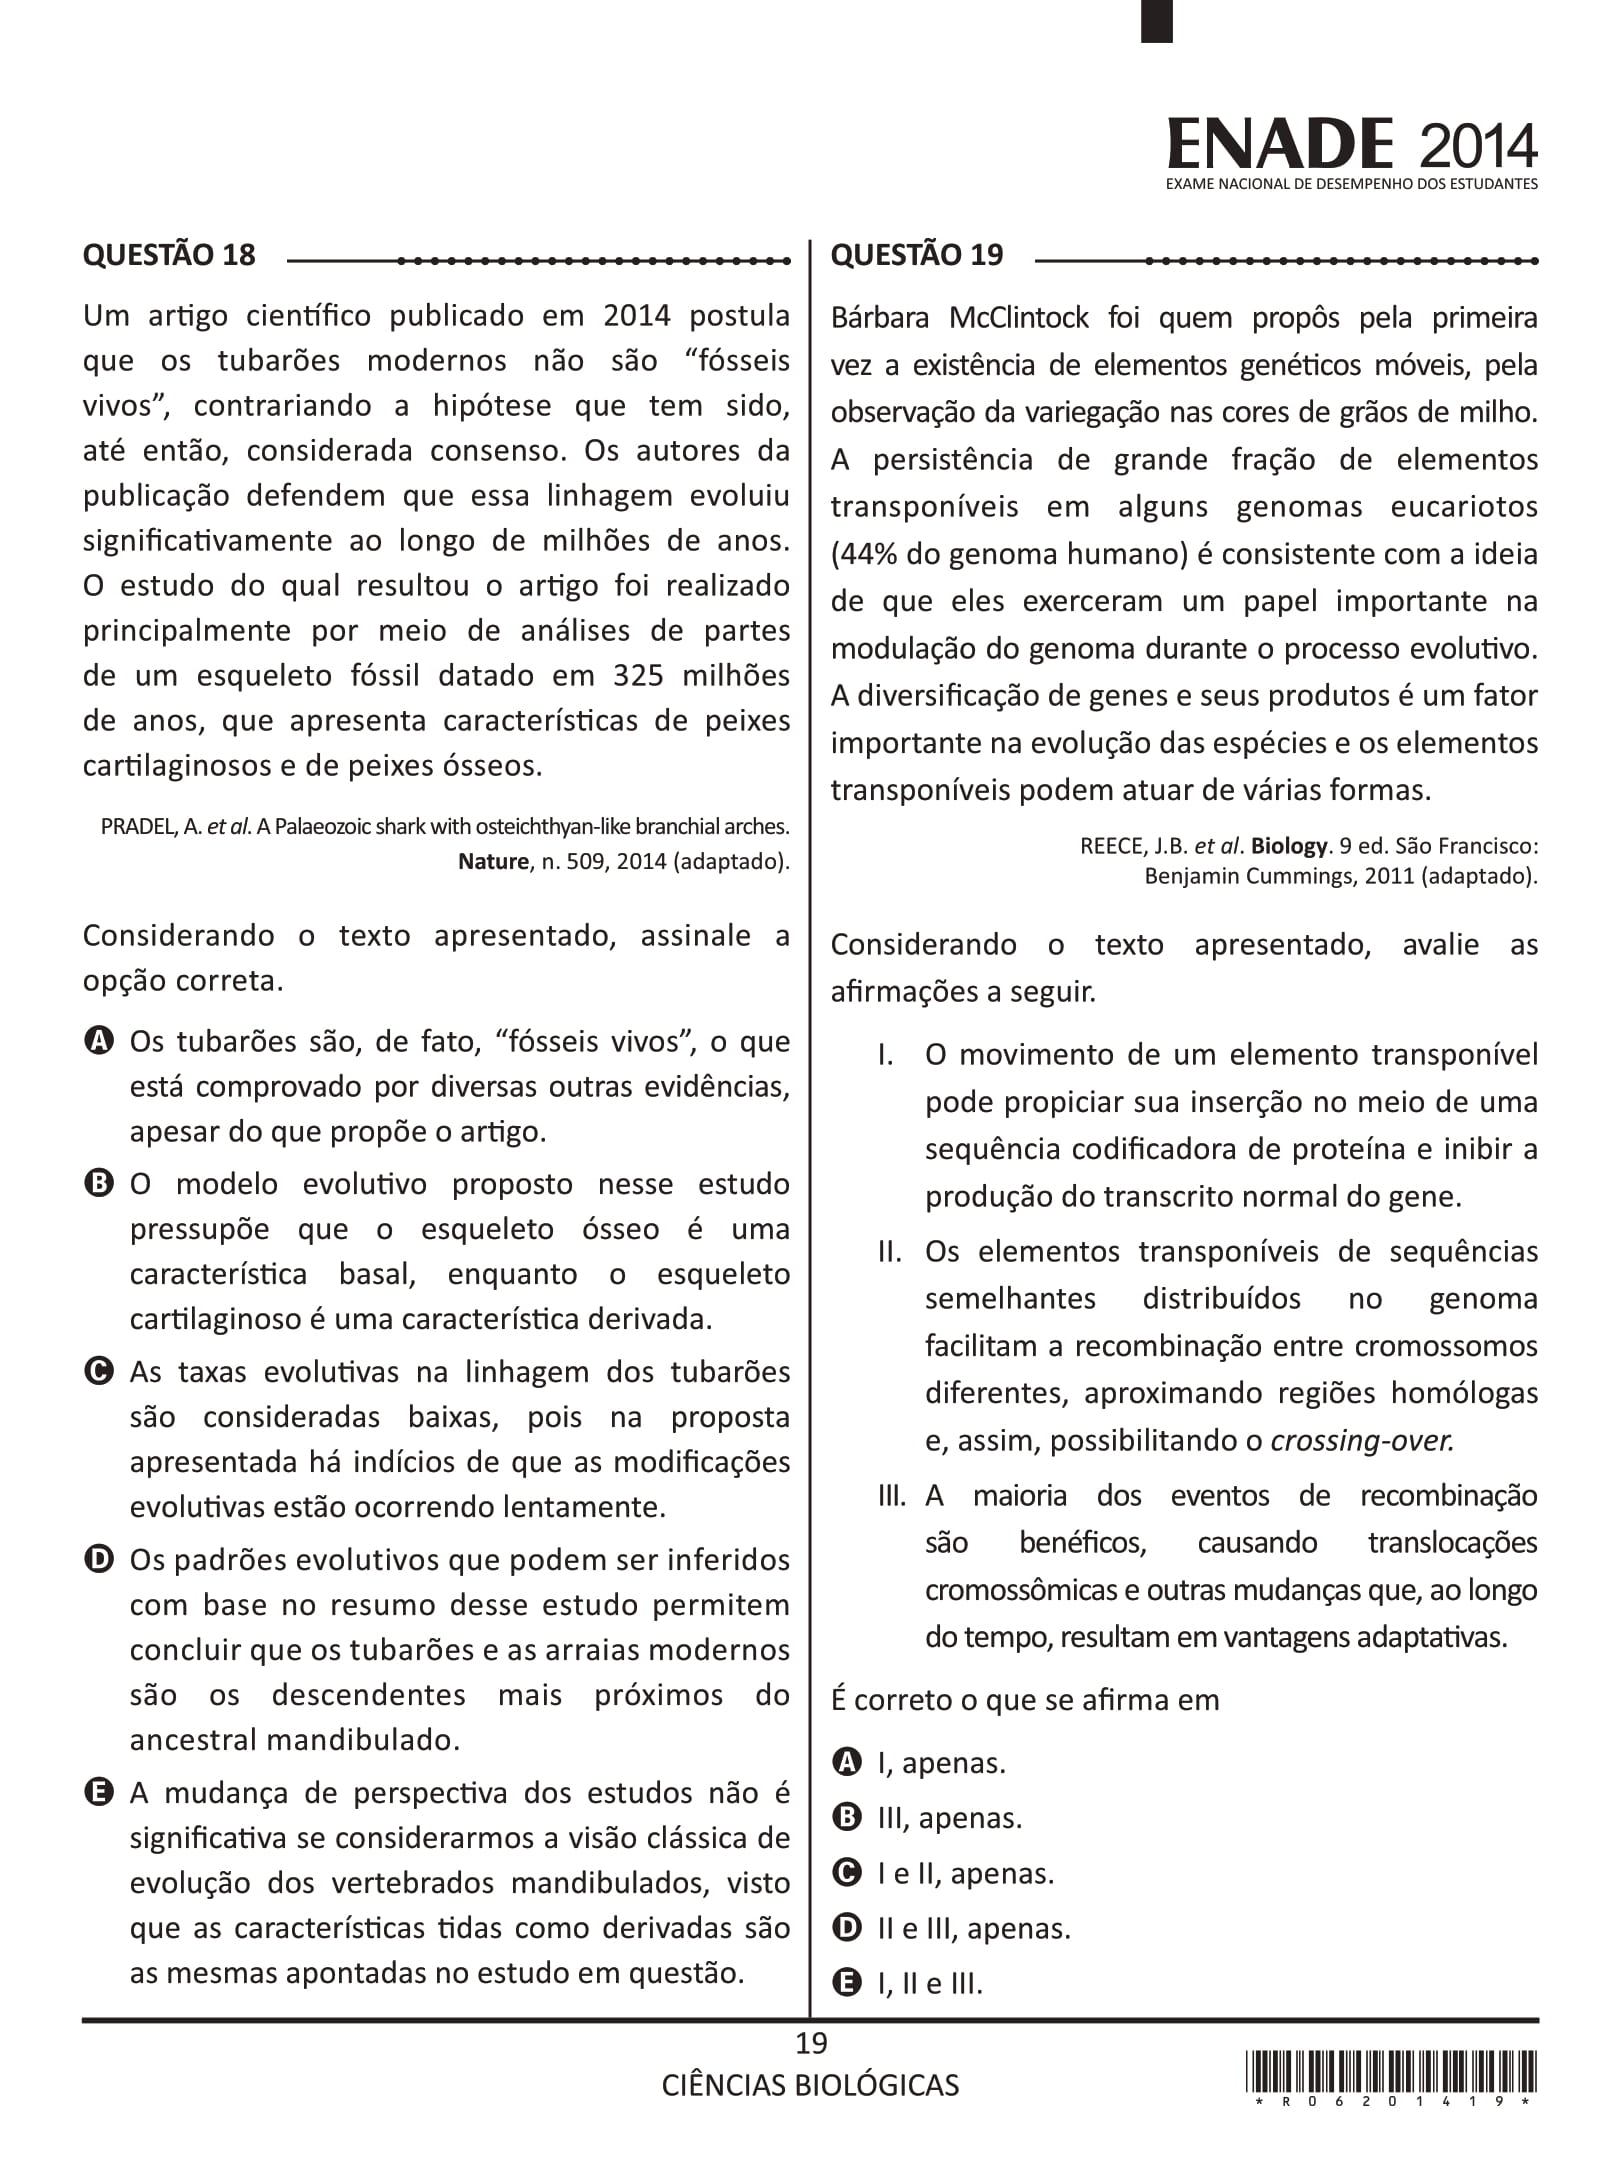 ENADE 2014
EXAME NACIONAL DE DESEMPENHO DOS ESTUDANTES
QUESTÃO 18
Um artigo científico publicado em 2014 postula
que os tubarões modernos não são “fósseis
vivos”, contrariando a hipótese que tem sido,
até então, considerada consenso. Os autores da
publicação defendem que essa linhagem evoluiu
significativamente ao longo de milhões de anos.
O estudo do qual resultou o artigo foi realizado
principalmente por meio de análises de partes
de um esqueleto fóssil datado em 325 milhões
de anos, que apresenta características de peixes
cartilaginosos e de peixes ósseos.
PRADEL, A. et al. A Palaeozoic shark with osteichthyan-like branchial arches.
Nature, n. 509, 2014 (adaptado).
Considerando o texto apresentado, assinale a
opção correta.
A Os tubarões são, de fato, “fósseis vivos”, o que
está comprovado por diversas outras evidências,
apesar do que propõe o artigo.
B O modelo evolutivo proposto nesse estudo
pressupõe que o esqueleto ósseo é uma
característica basal, enquanto o esqueleto
cartilaginoso é uma característica derivada.
C As taxas evolutivas na linhagem dos tubarões
são consideradas baixas, pois na proposta
apresentada há indícios de que as modificações
evolutivas estão ocorrendo lentamente.
D Os padrões evolutivos que podem ser inferidos
com base no resumo desse estudo permitem
concluir que os tubarões e as arraias modernos
são os descendentes mais próximos do
ancestral mandibulado.
E A mudança de perspectiva dos estudos não é
significativa se considerarmos a visão clássica de
evolução dos vertebrados mandibulados, visto
que as características tidas como derivadas são
as mesmas apontadas no estudo em questão.
QUESTÃO 19
Bárbara McClintock foi quem propôs pela primeira
vez a existência de elementos genéticos móveis, pela
observação da variegação nas cores de grãos de milho.
A persistência de grande fração de elementos
transponíveis em alguns genomas eucariotos
(44% do genoma humano) é consistente com a ideia
de que eles exerceram um papel importante na
modulação do genoma durante o processo evolutivo.
A diversificação de genes e seus produtos é um fator
importante na evolução das espécies e os elementos
transponíveis podem atuar de várias formas.
REECE, J.B. et al. Biology. 9 ed. São Francisco:
Benjamin Cummings, 2011 (adaptado).
Considerando o texto apresentado, avalie as
afirmações a seguir.
I. O movimento de um elemento transponível
pode propiciar sua inserção no meio de uma
sequência codificadora de proteína e inibir a
produção do transcrito normal do gene.
II. Os elementos transponíveis de sequências
semelhantes distribuídos no genoma
facilitam a recombinação entre cromossomos
diferentes, aproximando regiões homólogas
e, assim, possibilitando o crossing-over.
III. A maioria dos eventos de recombinação
são benéficos, causando translocações
cromossômicas e outras mudanças que, ao longo
do tempo, resultam em vantagens adaptativas.
É correto o que se afirma em
A I, apenas.
B III, apenas.
C I e II, apenas.
D II e III, apenas.
E I, II e III.
19
CIÊNCIAS BIOLÓGICAS
*R06201419*